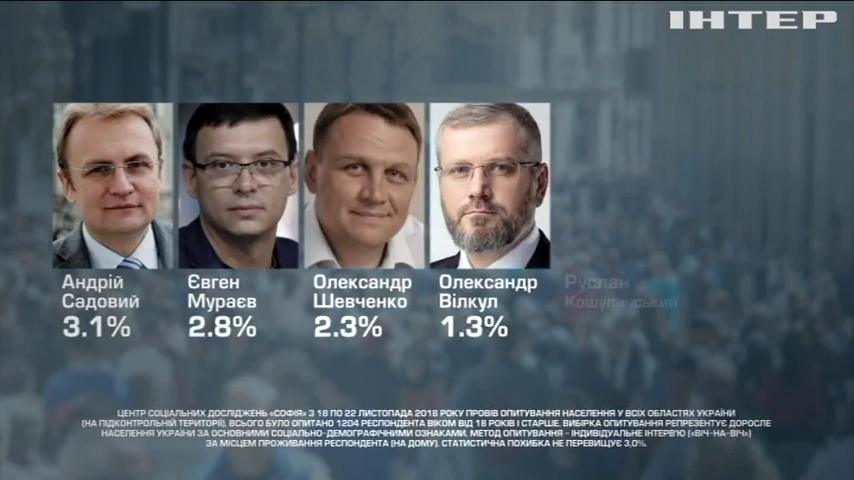 ІНТЕР
Андрій
Садовий
3.1%
Євген
Мураєв
2.8%
Олександр
Шевченко
2.3%
Олександр
Вілкул
1.3%
Руслан
Кошулинський
ЦЕНТР СОЦІАЛЬНИХ ДОСЛІДЖЕНЬ «СОФІЯ» З 18 ПО 22 ЛИСТОПАДА 2018 РОКУ ПРОВІВ ОПИТУВАННЯ НАСЕЛЕННЯ У ВСІХ ОБЛАСТЯХ УКРАЇНИ
(НА ПІДКОНТРОЛЬНІЙ ТЕРИТОРІЇ). ВСЬОГО БУЛО ОПИТАНО 1204 РЕСПОНДЕНТА ВІКОМ ВІД 18 РОКІВ І СТАРШЕ. ВИБІРКА ОПИТУВАННЯ РЕПРЕЗЕНТУЄ ДОРОСЛЕ
НАСЕЛЕННЯ УКРАЇНИ ЗА ОСНОВНИМИ СОЦІАЛЬНО-ДЕМОГРАФІЧНИМИ ОЗНАКАМИ. МЕТОД ОПИТУВАННЯ – ІНДИВІДУАЛЬНЕ ІНТЕРВ'Ю («ВІЧ-НА-ВІЧ»)
ЗА МІСЦЕМ ПРОЖИВАННЯ РЕСПОНДЕНТА (НА ДОМУ). СТАТИСТИЧНА ПОХИБКА НЕ ПЕРЕВИЩУЄ 3,0%.